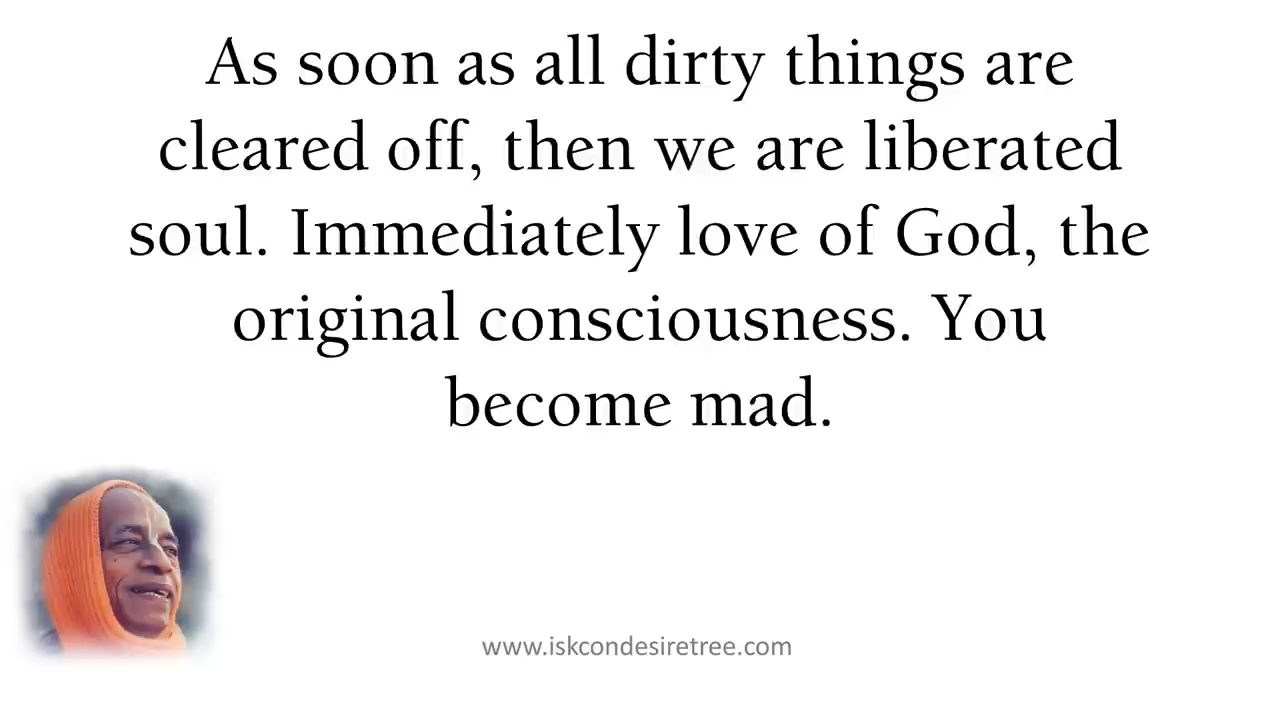 As soon as all dirty things are
cleared off, then we are liberated
soul. Immediately love of God, the
original consciousness. You
become mad.
www.iskcondesiretree.com